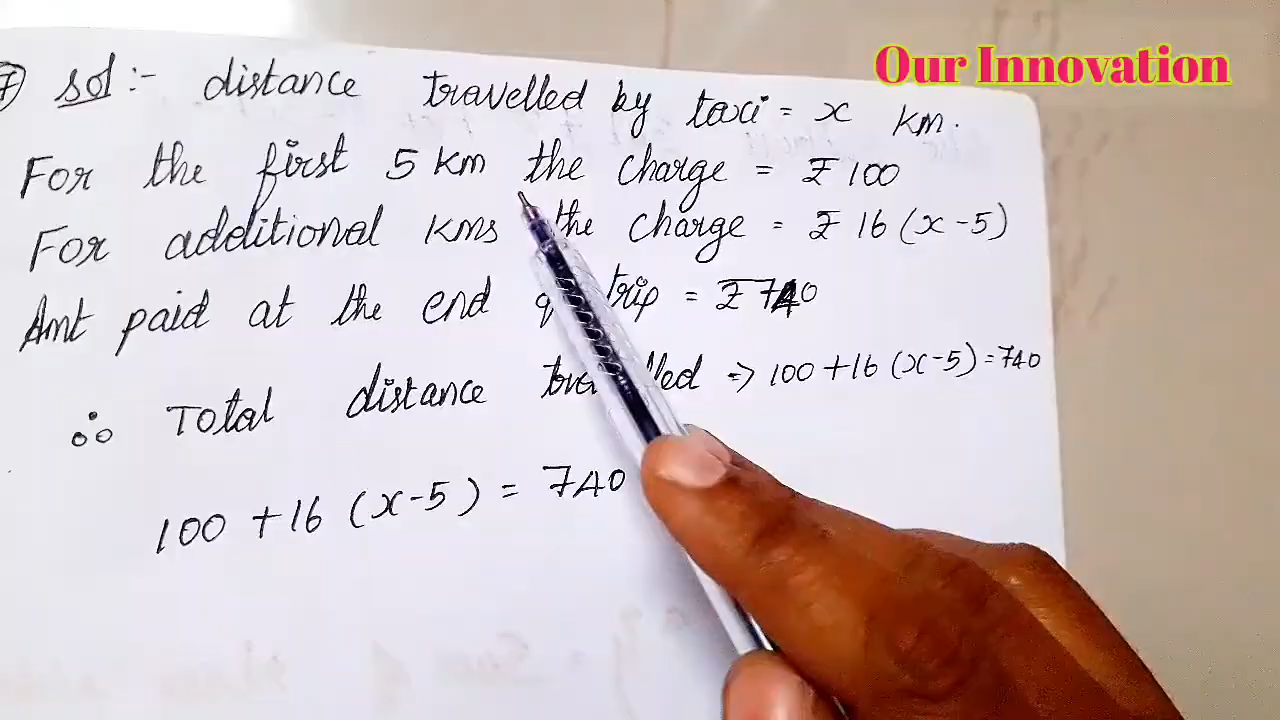 Our Innovation
7 sol :- distance travelled by taxi = x km.
For the first 5 km the charge = ₹ 100
For additional kms the charge = ₹ 16 (x-5)
Amt paid at the end trip = ₹ 740
∴ Total distance travelled => 100 +16 (x-5) = 740
100 +16 (x-5) = 740